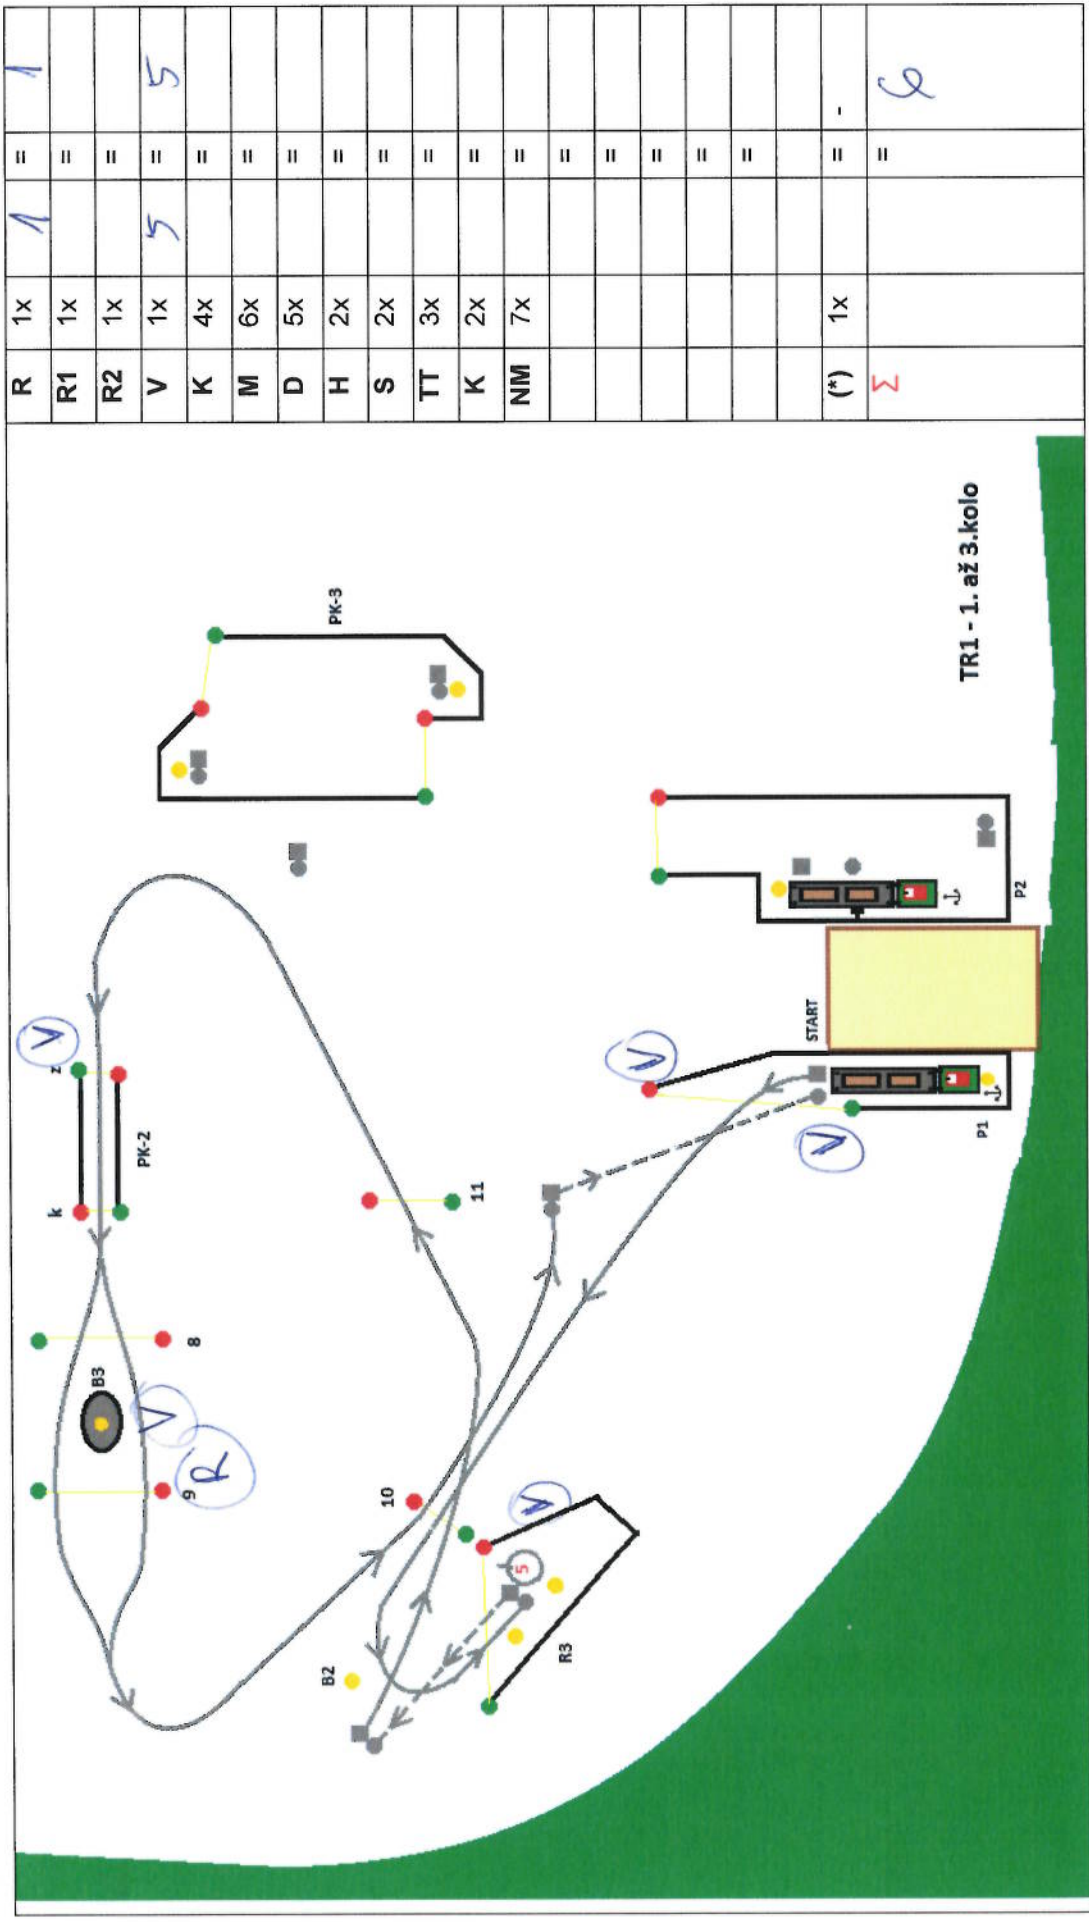 V
k z
B3
PK-2
V
9 8
R
B2
PK-3
10
11
5
V
R3
V
START
V
TR1 - 1. až 3.kolo
P1
P2
R 1x 1 = 1
R1 1x =
R2 1x =
V 1x 5 = 5
K 4x =
M 6x =
D 5x =
H 2x =
S 2x =
TT 3x =
K 2x =
NM 7x =
=
=
=
=
=
(*) 1x = -
Σ = 6